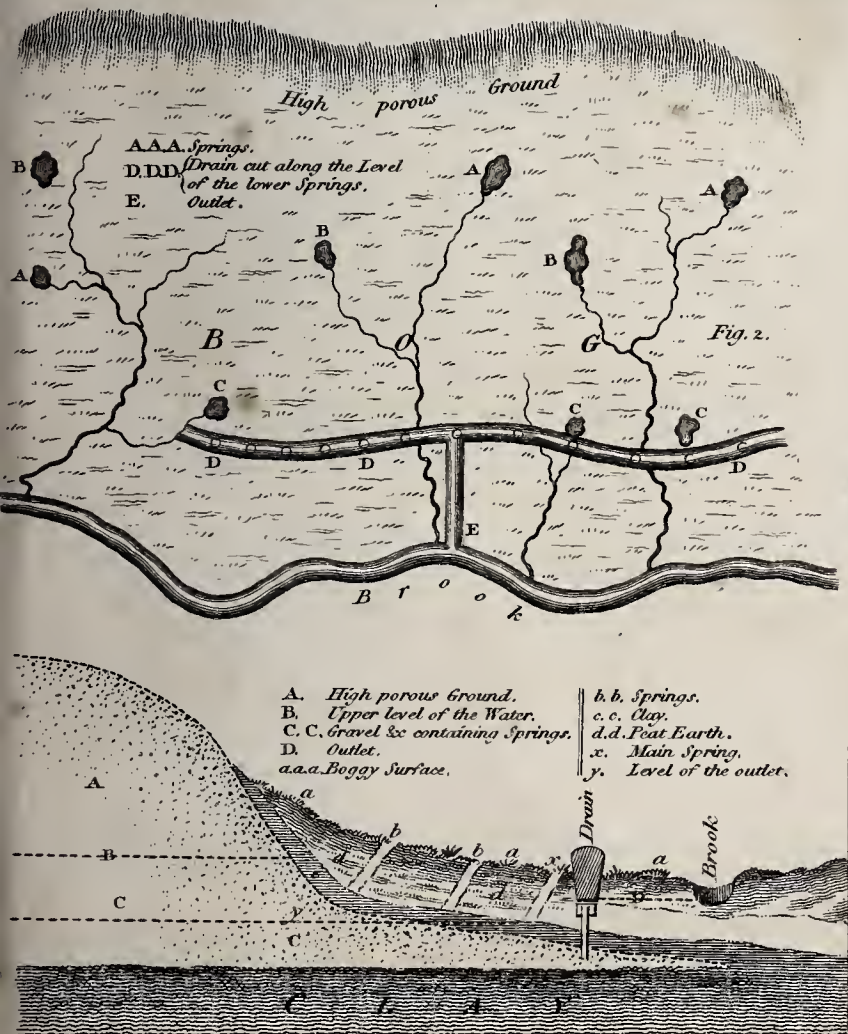 High porous Ground
A.A.A. Springs.
D.D.D. Drain cut along the Level
of the lower Springs.
E. Outlet.
B
A
A
B
A
B
B O G
Fig. 2.
C
C
C
D
D
D
E
Brook
A. High porous Ground.
B. Upper level of the Water.
C. C. Gravel &c containing Springs.
D. Outlet.
a.a.a. Boggy Surface.
b.b. Springs.
c.c. Clay.
d.d. Peat Earth.
x. Main Spring.
y. Level of the outlet.
A
a
b
b
a
x
Drain
a
Brook
B
d
c
d
D
C
y
C
C L A Y